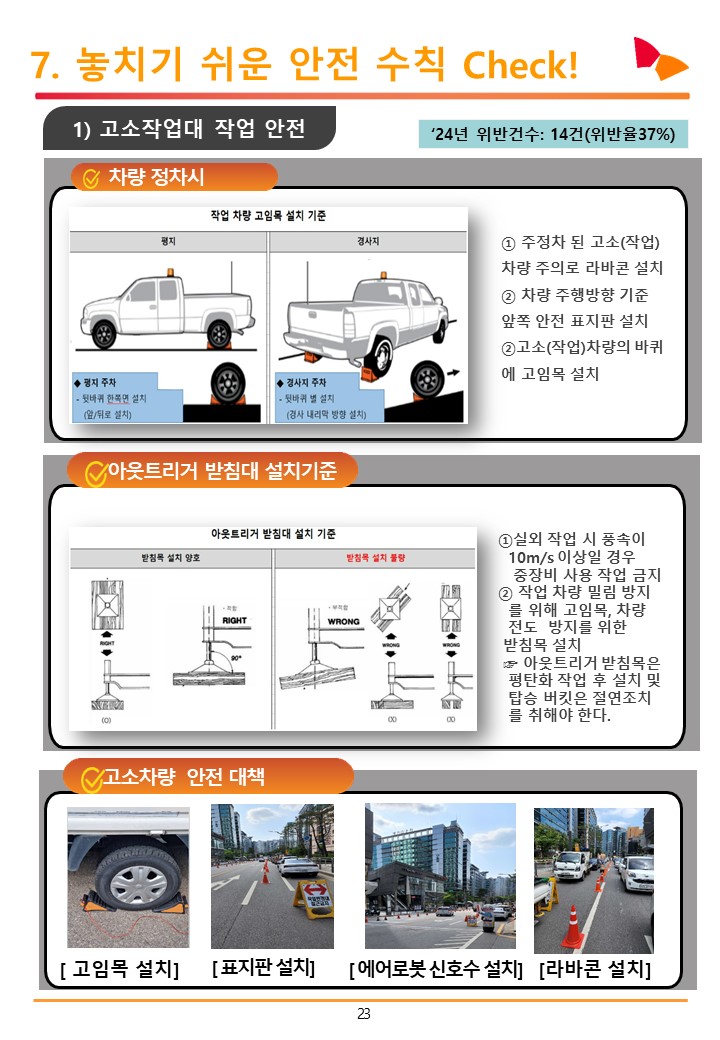 7. 놓치기 쉬운 안전 수칙 Check!
1) 고소작업대 작업 안전
‘24년 위반건수: 14건(위반율37%)
차량 정차시
작업 차량 고임목 설치 기준
평지
경사지
◆ 평지 주차
- 뒷바퀴 한쪽면 설치
(앞/뒤로 설치)
◆ 경사지 주차
- 뒷바퀴 별 설치
(경사 내리막 방향 설치)
① 주정차 된 고소(작업)
차량 주의로 라바콘 설치
② 차량 주행방향 기준
앞쪽 안전 표지판 설치
②고소(작업)차량의 바퀴
에 고임목 설치
아웃트리거 받침대 설치기준
아웃트리거 받침대 설치 기준
받침목 설치 양호
받침목 설치 불량
RIGHT
(O)
- 적합
RIGHT
90°
- 부적합
WRONG
WRONG
(X)
WRONG
(X)
①실외 작업 시 풍속이
10m/s 이상일 경우
중장비 사용 작업 금지
② 작업 차량 밀림 방지
를 위해 고임목, 차량
전도 방지를 위한
받침목 설치
☞ 아웃트리거 받침목은
평탄화 작업 후 설치 및
탑승 버킷은 절연조치
를 취해야 한다.
고소차량 안전 대책
[ 고임목 설치]
[ 표지판 설치]
[ 에어로봇 신호수 설치]
[라바콘 설치]
23